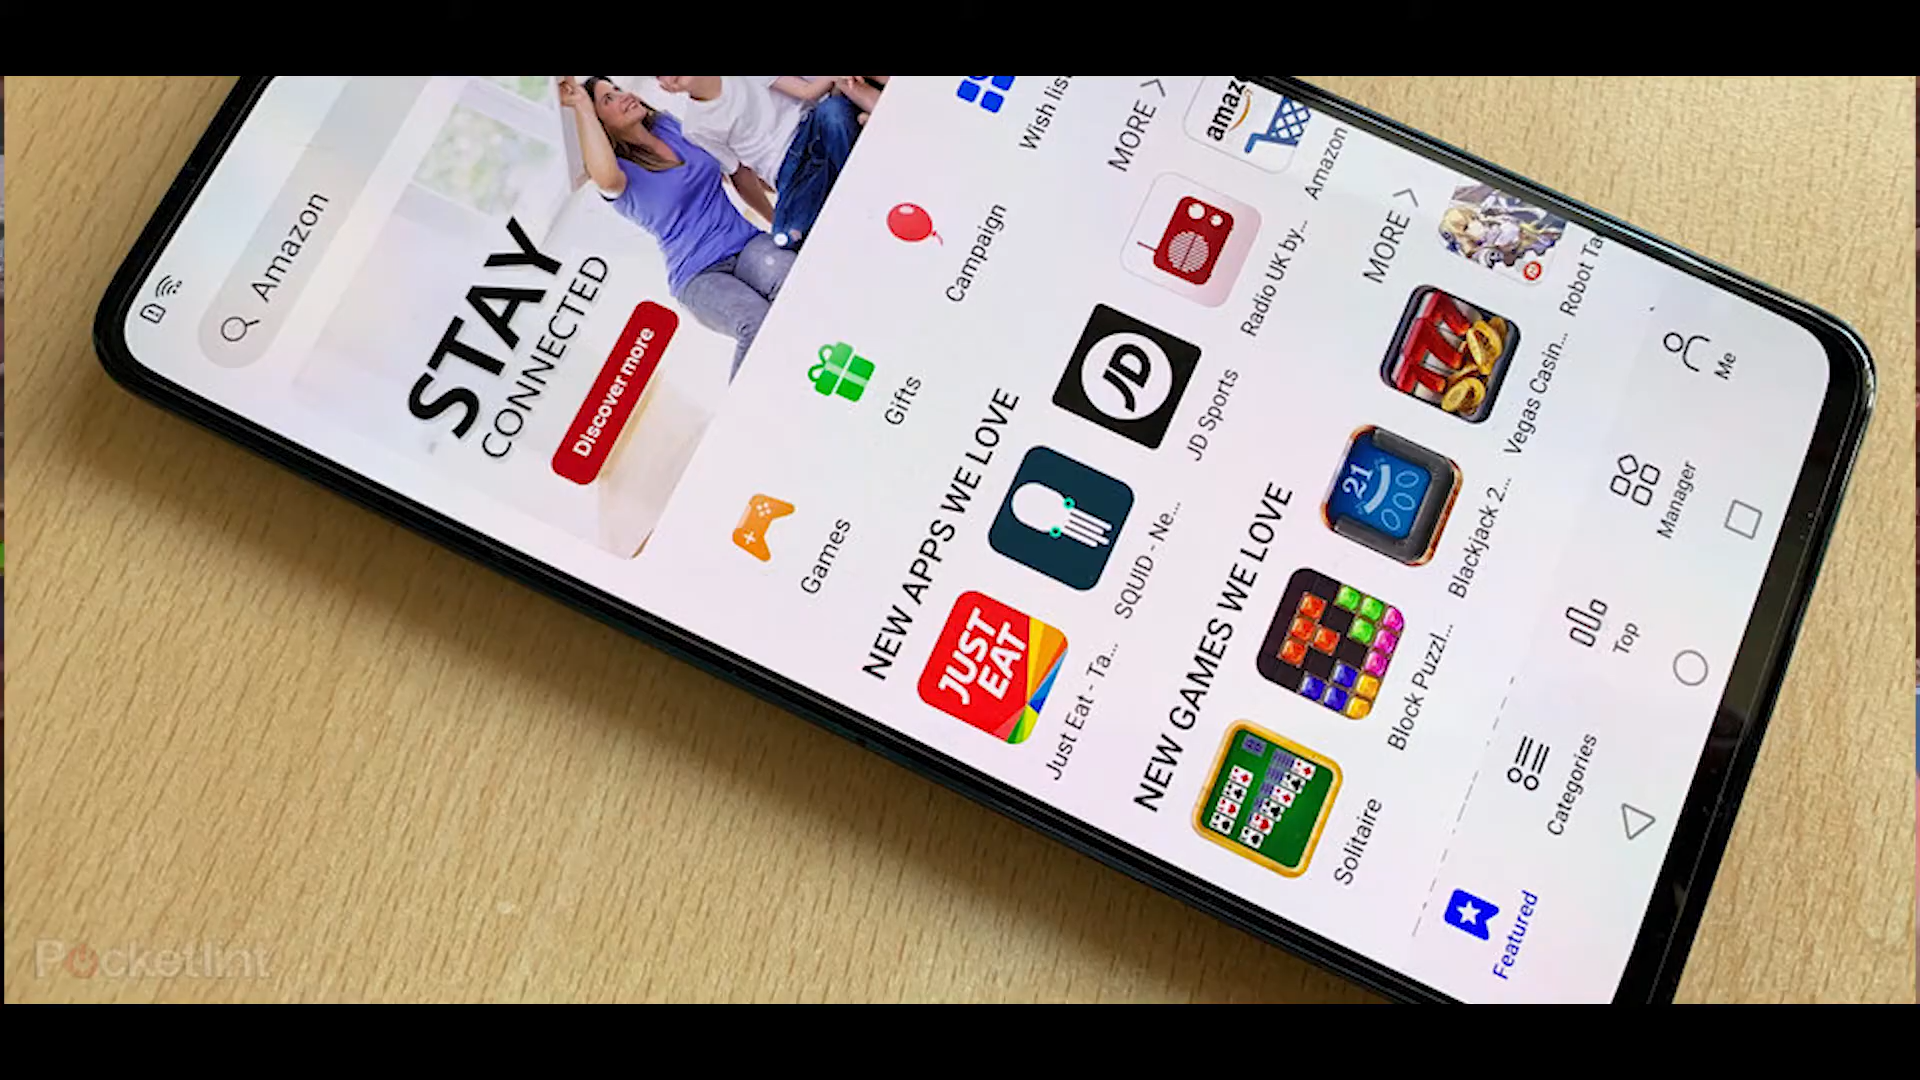 Amazon
STAY
CONNECTED
Discover more
Games
Gifts
Campaign
Wish lis
NEW APPS WE LOVE
MORE >
JUST
EAT
JD
amaz
Just Eat - Ta...
SQUID - Ne...
JD Sports
Radio UK by...
Amazon
NEW GAMES WE LOVE
MORE >
21
Solitaire
Block Puzzl...
Blackjack 2...
Vegas Casin...
Robot Ta
Featured
Categories
Top
Manager
Me
Pocketlint